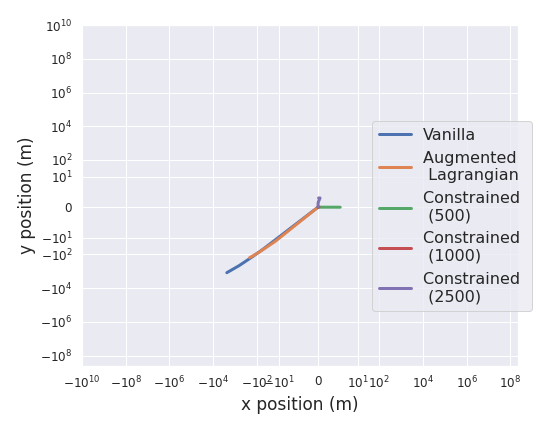 10^10
10^8
10^6
10^4
10^2
10^1
0
−10^1
−10^2
−10^4
−10^6
−10^8
y position (m)
−10^10 −10^8 −10^6 −10^4 −10^2 −10^1 0 10^1 10^2 10^4 10^6 10^8
x position (m)
Vanilla
Augmented
Lagrangian
Constrained
(500)
Constrained
(1000)
Constrained
(2500)